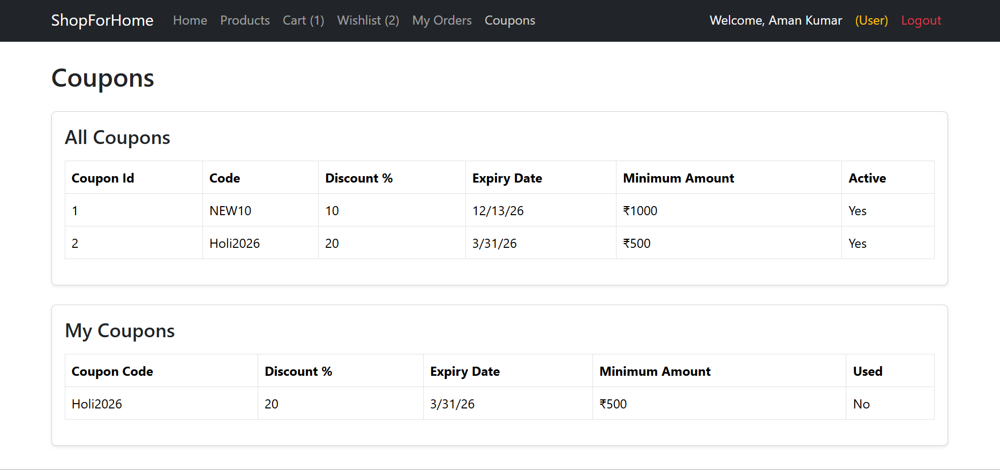 ShopForHome Home Products Cart (1) Wishlist (2) My Orders Coupons Welcome, Aman Kumar (User) Logout
Coupons
All Coupons
Coupon Id Code Discount % Expiry Date Minimum Amount Active
1 NEW10 10 12/13/26 ₹1000 Yes
2 Holi2026 20 3/31/26 ₹500 Yes
My Coupons
Coupon Code Discount % Expiry Date Minimum Amount Used
Holi2026 20 3/31/26 ₹500 No